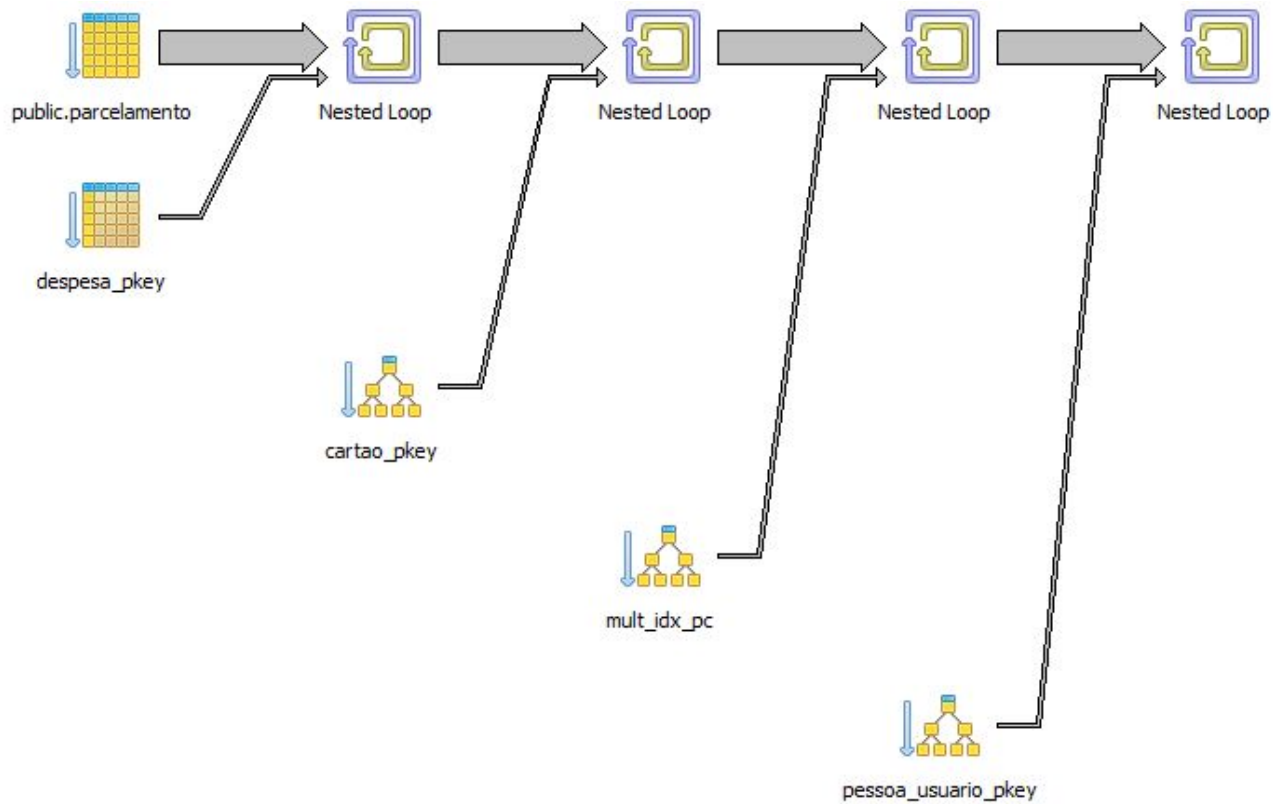 public.parcelamento
Nested Loop
Nested Loop
Nested Loop
Nested Loop
despesa_pkey
cartao_pkey
mult_idx_pc
pessoa_usuario_pkey